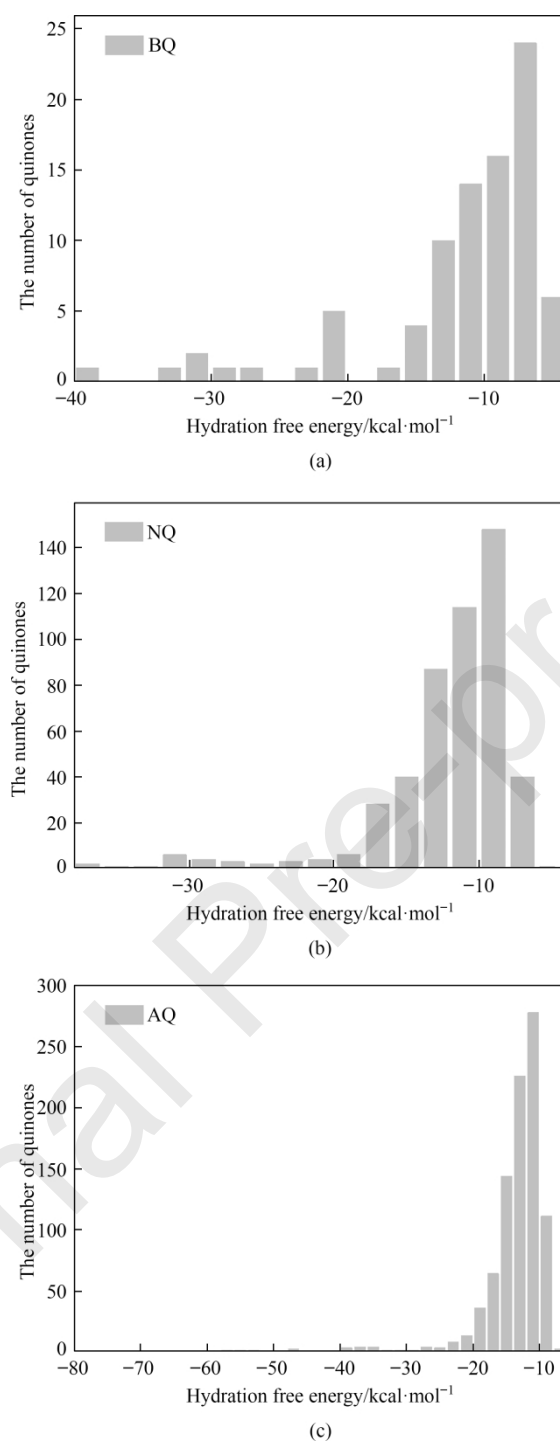 25
BQ
20
15
10
5
0
−40
−30
−20
−10
The number of quinones
Hydration free energy/kcal·mol−1
(a)
NQ
140
120
100
80
60
40
20
0
−30
−20
−10
The number of quinones
Hydration free energy/kcal·mol−1
(b)
300
AQ
250
200
150
100
50
0
−80
−70
−60
−50
−40
−30
−20
−10
The number of quinones
Hydration free energy/kcal·mol−1
(c)
nal Pre-pr